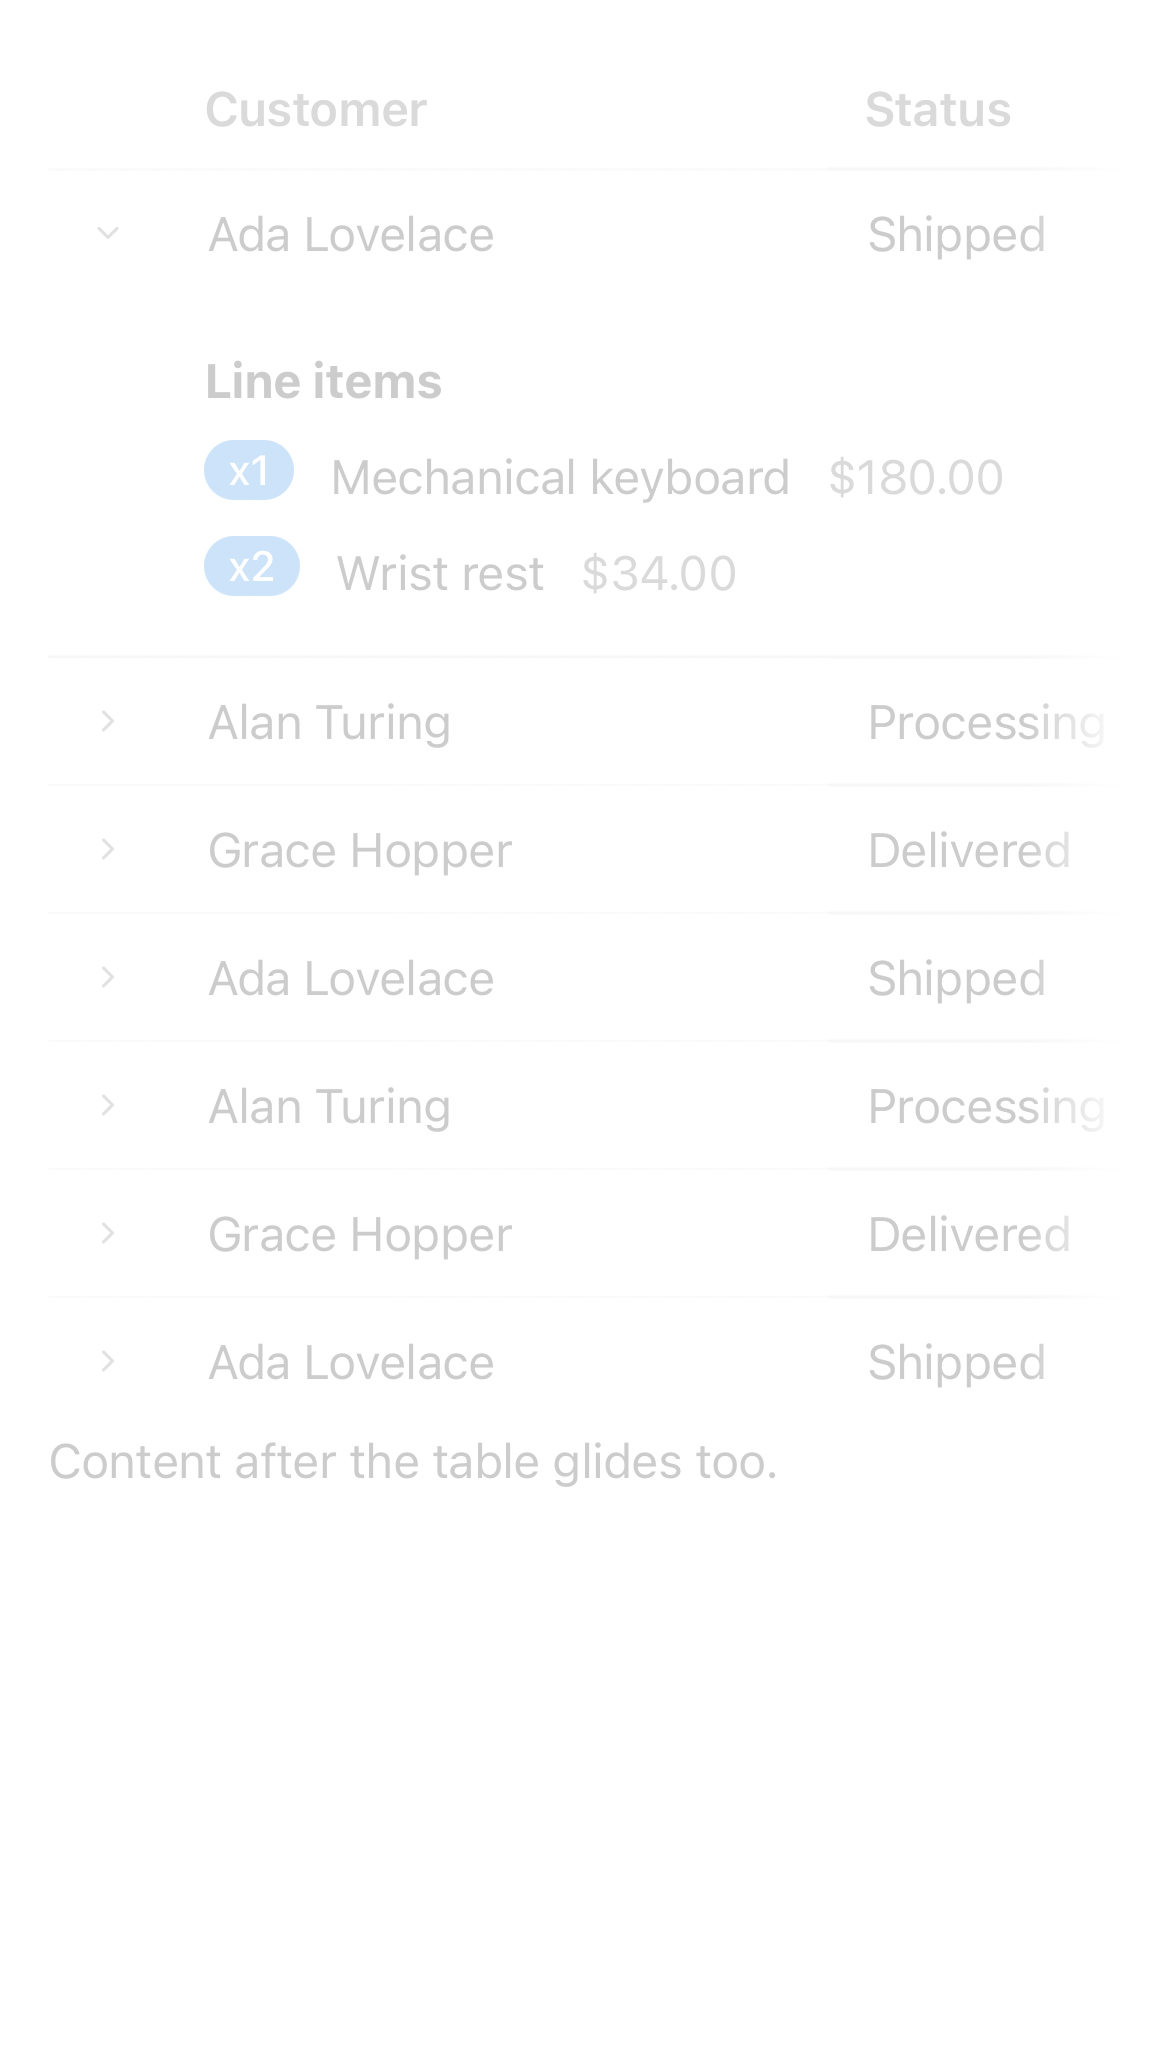 Customer Status
Ada Lovelace Shipped
Line items
x1 Mechanical keyboard $180.00
x2 Wrist rest $34.00
Alan Turing Processing
Grace Hopper Delivered
Ada Lovelace Shipped
Alan Turing Processing
Grace Hopper Delivered
Ada Lovelace Shipped
Content after the table glides too.